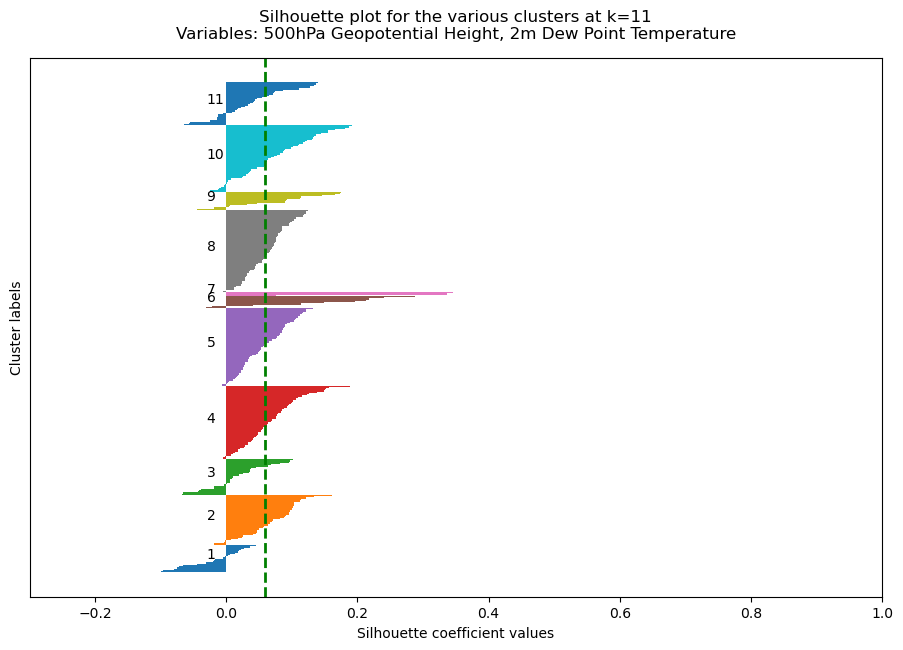 Silhouette plot for the various clusters at k=11
Variables: 500hPa Geopotential Height, 2m Dew Point Temperature
Cluster labels
11
10
9
8
7
6
5
4
3
2
1
−0.2 0.0 0.2 0.4 0.6 0.8 1.0
Silhouette coefficient values